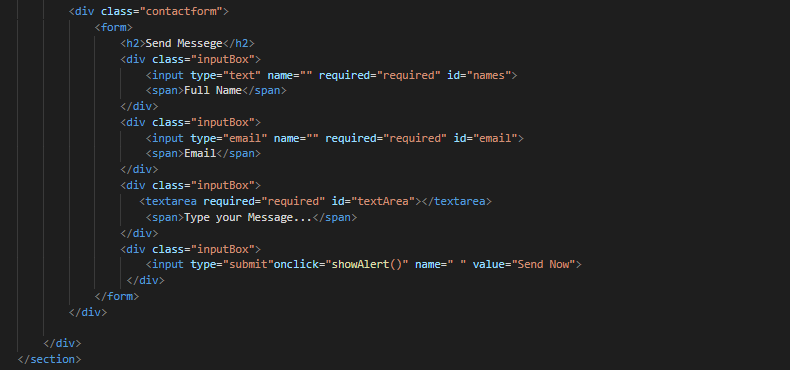 <div class="contactform">
<form>
<h2>Send Messege</h2>
<div class="inputBox">
<input type="text" name="" required="required" id="names">
<span>Full Name</span>
</div>
<div class="inputBox">
<input type="email" name="" required="required" id="email">
<span>Email</span>
</div>
<div class="inputBox">
<textarea required="required" id="textArea"></textarea>
<span>Type your Message...</span>
</div>
<div class="inputBox">
<input type="submit"onclick="showAlert()" name=" " value="Send Now">
</div>
</form>
</div>
</div>
</section>